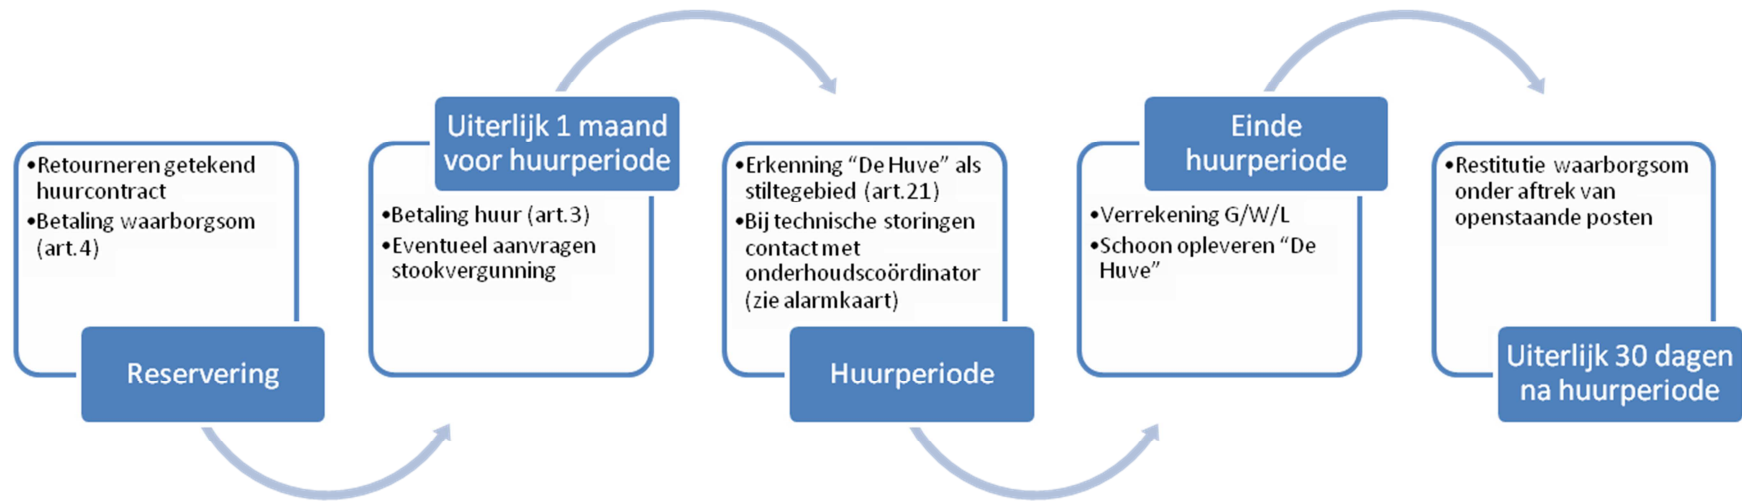 •Retourneren getekend
huurcontract
•Betaling waarborgsom
(art.4)
Reservering
Uiterlijk 1 maand
voor huurperiode
•Betaling huur (art.3)
•Eventueel aanvragen
stookvergunning
•Erkenning “De Huve” als
stiltegebied (art.21)
•Bij technische storingen
contact met
onderhoudscoördinator
(zie alarmkaart)
Huurperiode
Einde
huurperiode
•Verrekening G/W/L
•Schoon opleveren “De
Huve”
•Restitutie waarborgsom
onder aftrek van
openstaande posten
Uiterlijk 30 dagen
na huurperiode